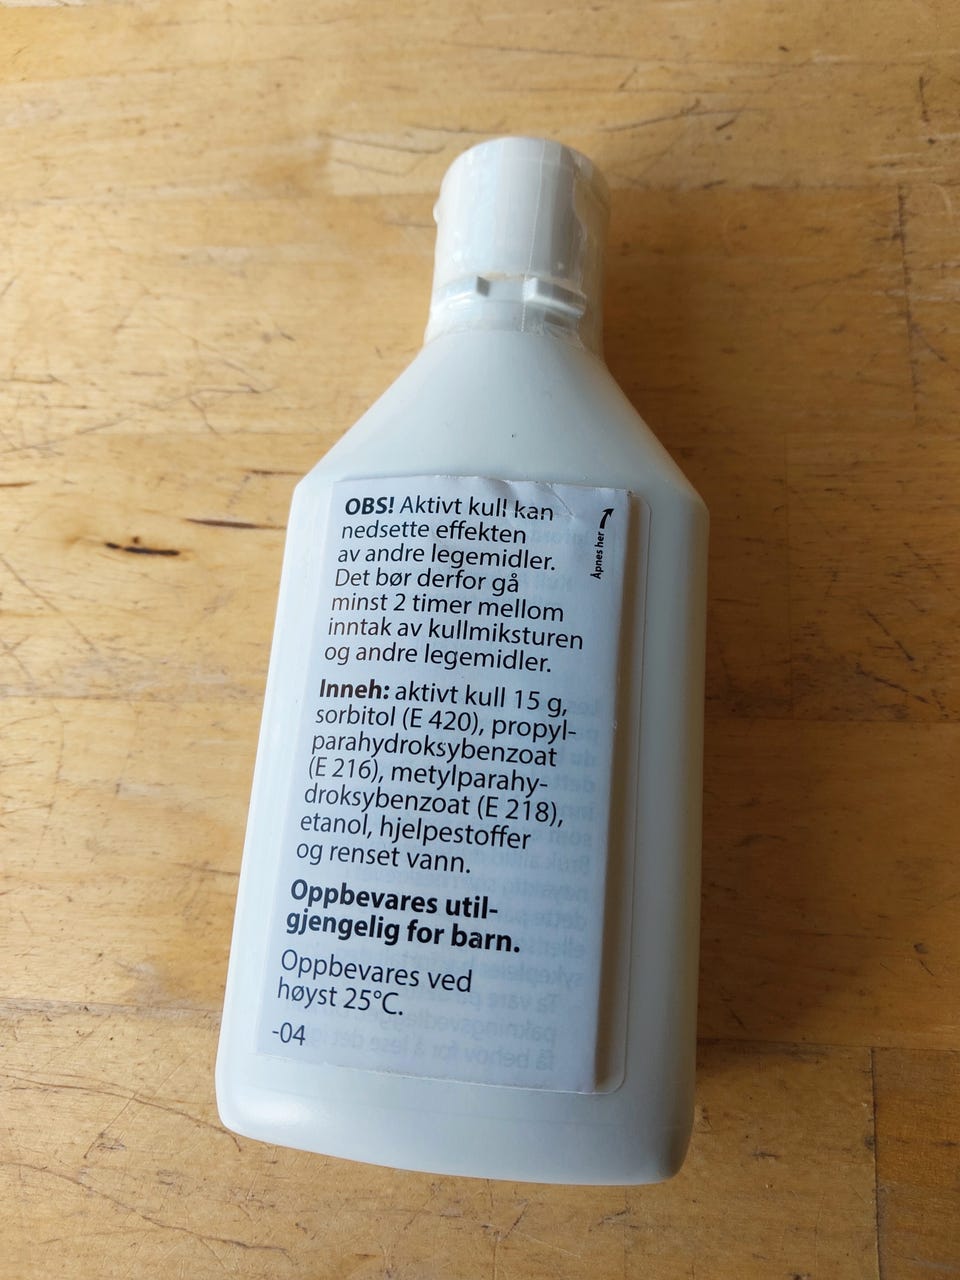 OBS! Aktivt kull kan
nedsette effekten
av andre legemidler.
Det bør derfor gå
minst 2 timer mellom
inntak av kullmiksturen
og andre legemidler.
Inneh: aktivt kull 15 g,
sorbitol (E 420), propyl-
parahydroksybenzoat
(E 216), metylparahy-
droksybenzoat (E 218),
etanol, hjelpestoffer
og renset vann.
Oppbevares util-
gjengelig for barn.
Oppbevares ved
høyst 25°C.
-04
Åpnes her